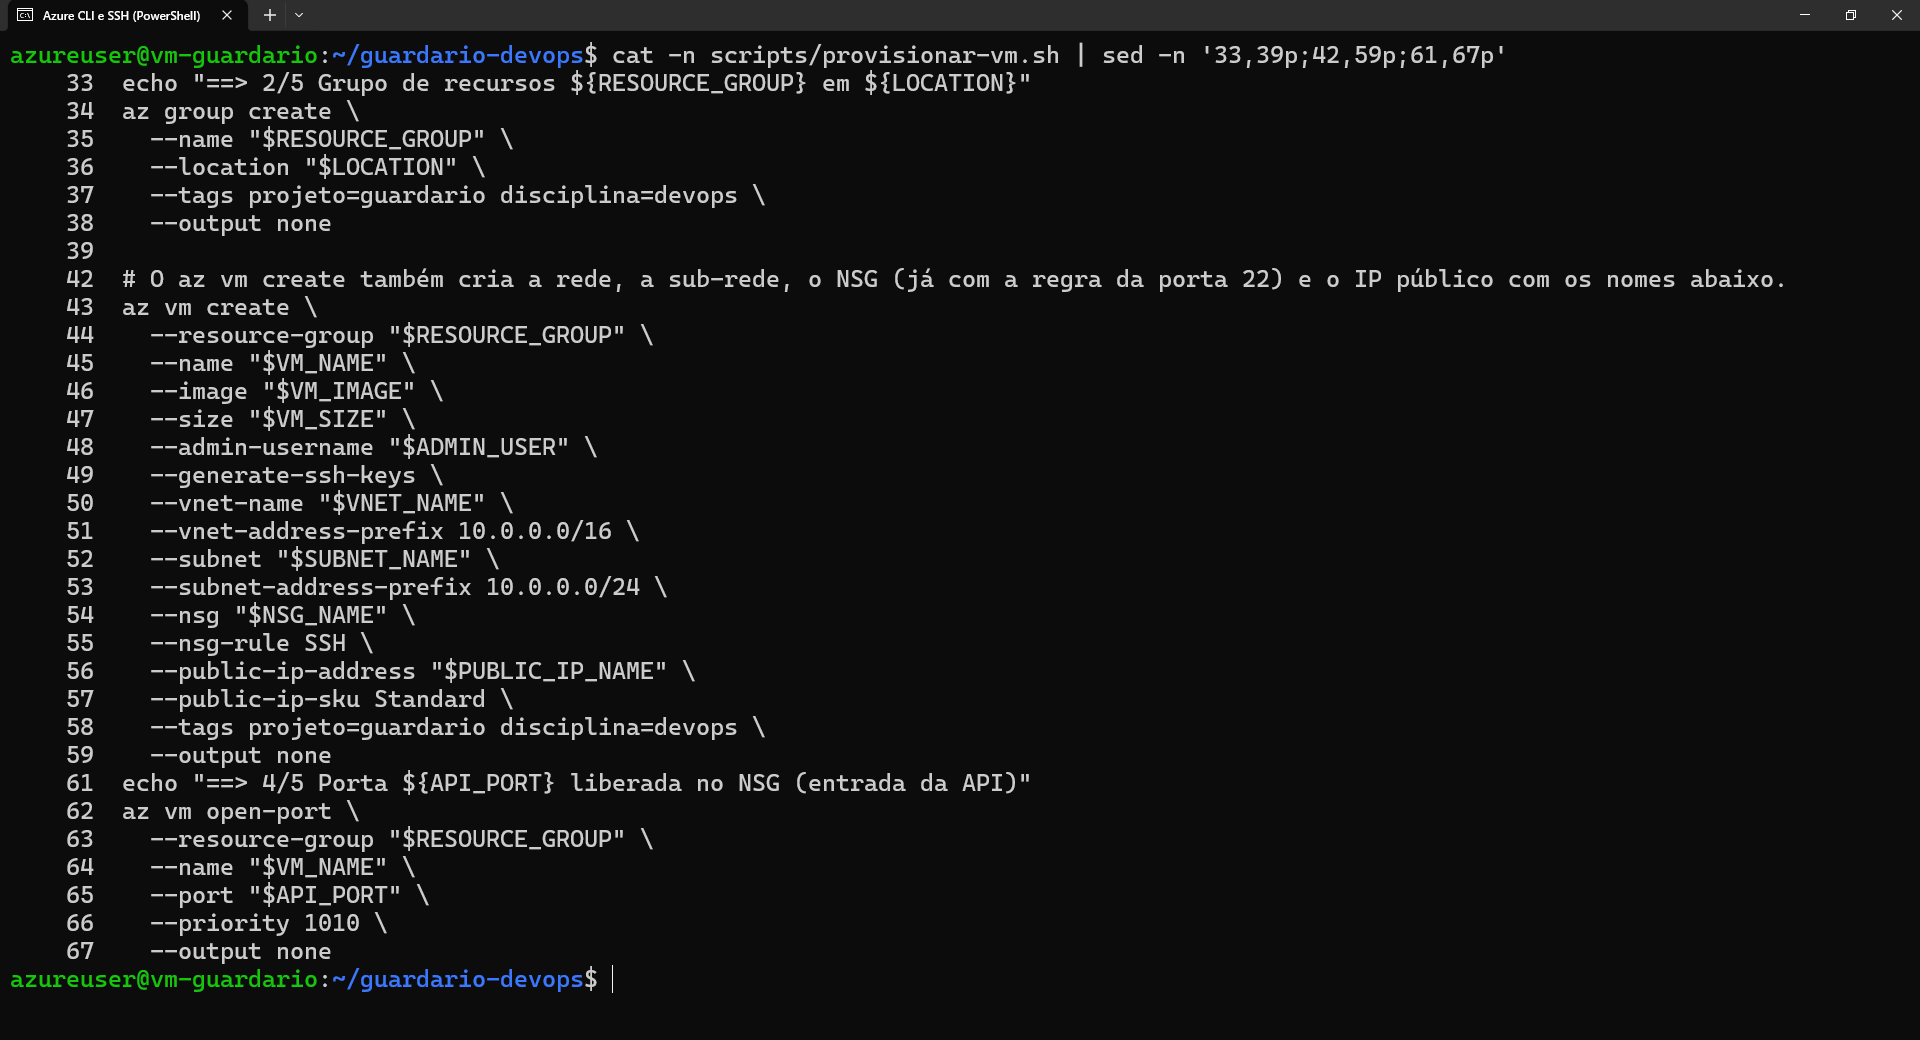 Azure CLI e SSH (PowerShell)
azureuser@vm-guardario:~/guardario-devops$ cat -n scripts/provisionar-vm.sh | sed -n '33,39p;42,59p;61,67p'
    33  echo "==> 2/5 Grupo de recursos ${RESOURCE_GROUP} em ${LOCATION}"
    34  az group create \
    35    --name "$RESOURCE_GROUP" \
    36    --location "$LOCATION" \
    37    --tags projeto=guardario disciplina=devops \
    38    --output none
    39
    42  # O az vm create também cria a rede, a sub-rede, o NSG (já com a regra da porta 22) e o IP público com os nomes abaixo.
    43  az vm create \
    44    --resource-group "$RESOURCE_GROUP" \
    45    --name "$VM_NAME" \
    46    --image "$VM_IMAGE" \
    47    --size "$VM_SIZE" \
    48    --admin-username "$ADMIN_USER" \
    49    --generate-ssh-keys \
    50    --vnet-name "$VNET_NAME" \
    51    --vnet-address-prefix 10.0.0.0/16 \
    52    --subnet "$SUBNET_NAME" \
    53    --subnet-address-prefix 10.0.0.0/24 \
    54    --nsg "$NSG_NAME" \
    55    --nsg-rule SSH \
    56    --public-ip-address "$PUBLIC_IP_NAME" \
    57    --public-ip-sku Standard \
    58    --tags projeto=guardario disciplina=devops \
    59    --output none
    61  echo "==> 4/5 Porta ${API_PORT} liberada no NSG (entrada da API)"
    62  az vm open-port \
    63    --resource-group "$RESOURCE_GROUP" \
    64    --name "$VM_NAME" \
    65    --port "$API_PORT" \
    66    --priority 1010 \
    67    --output none
azureuser@vm-guardario:~/guardario-devops$